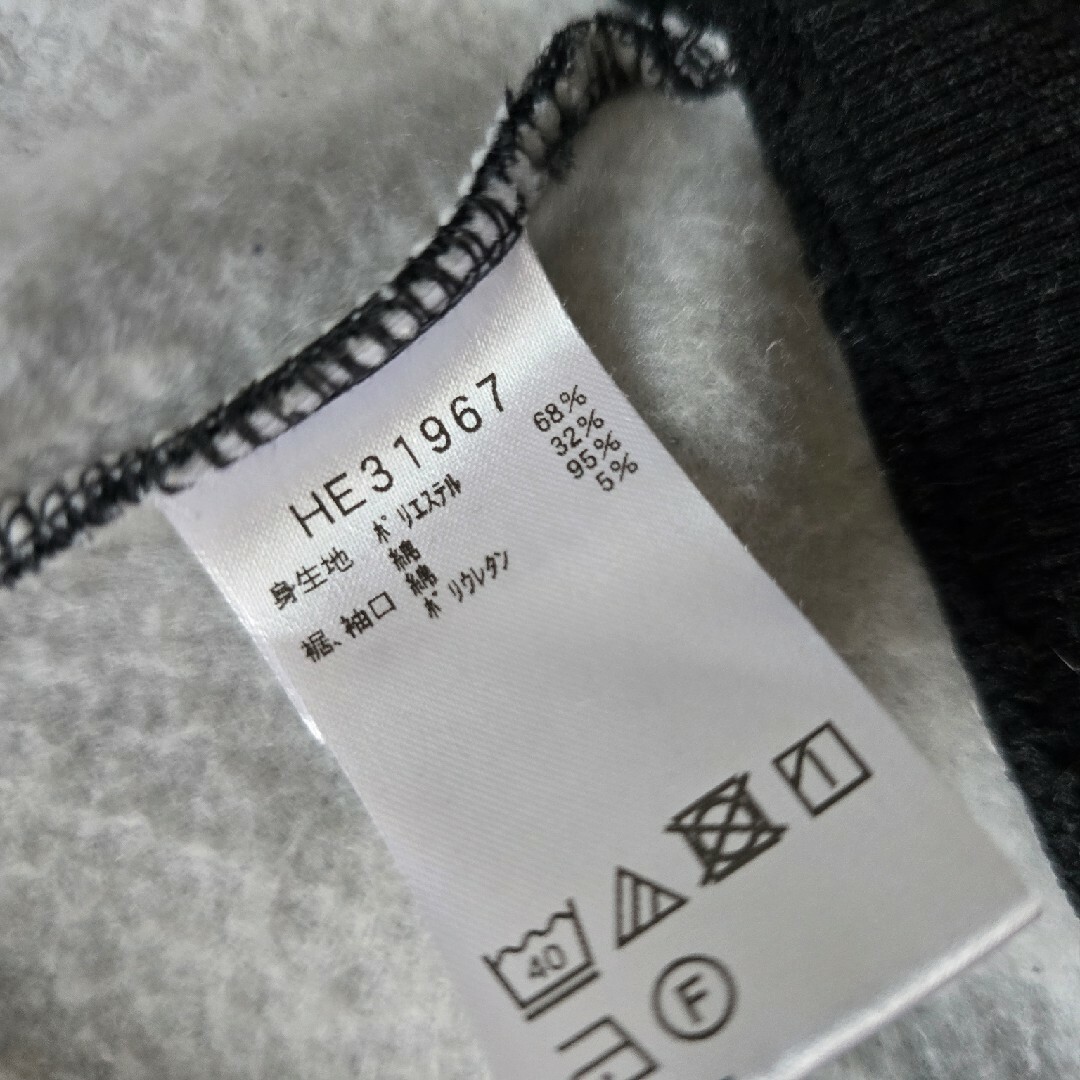 HE31967
身生地 ポリエステル 68%
綿 32%
裾、袖口 綿 95%
ポリウレタン 5%
40
F